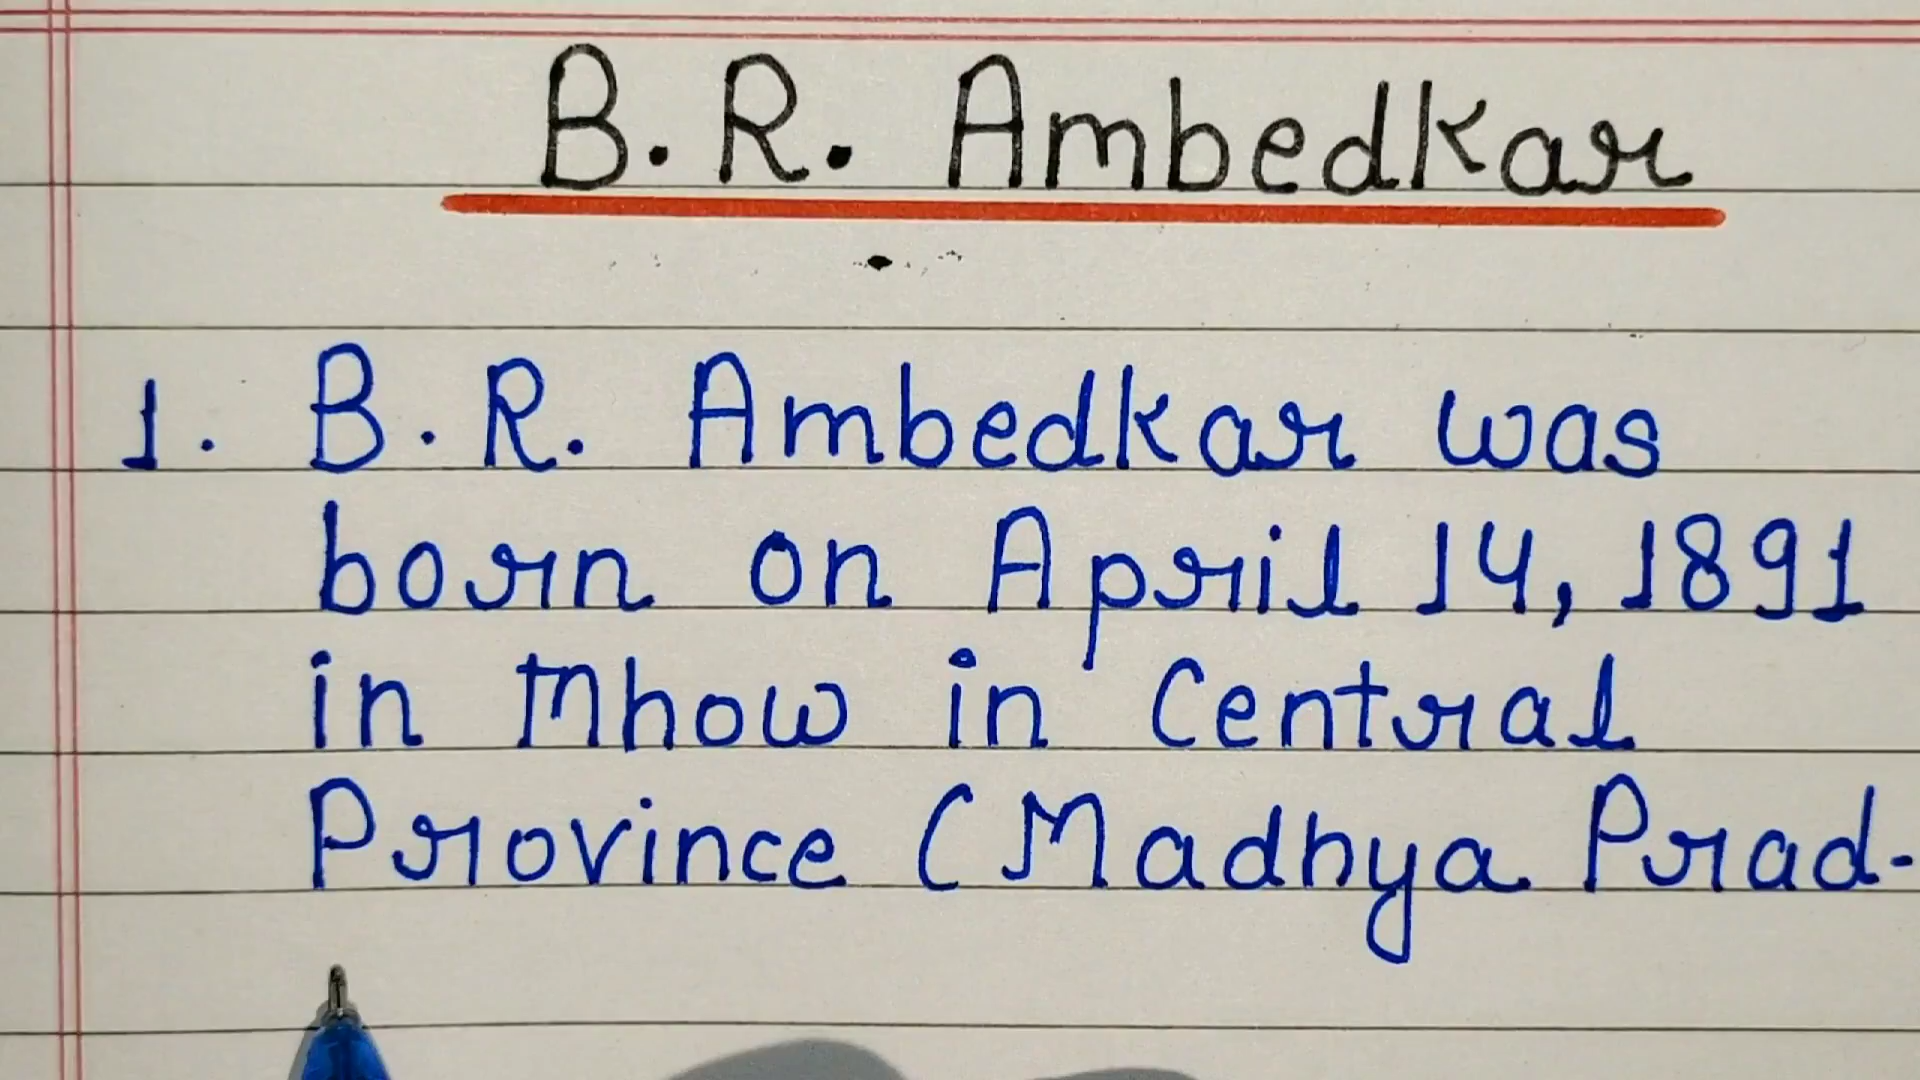 B. R. Ambedkar
1. B. R. Ambedkar was
born on April 14, 1891
in Mhow in Central
Province (Madhya Prad-